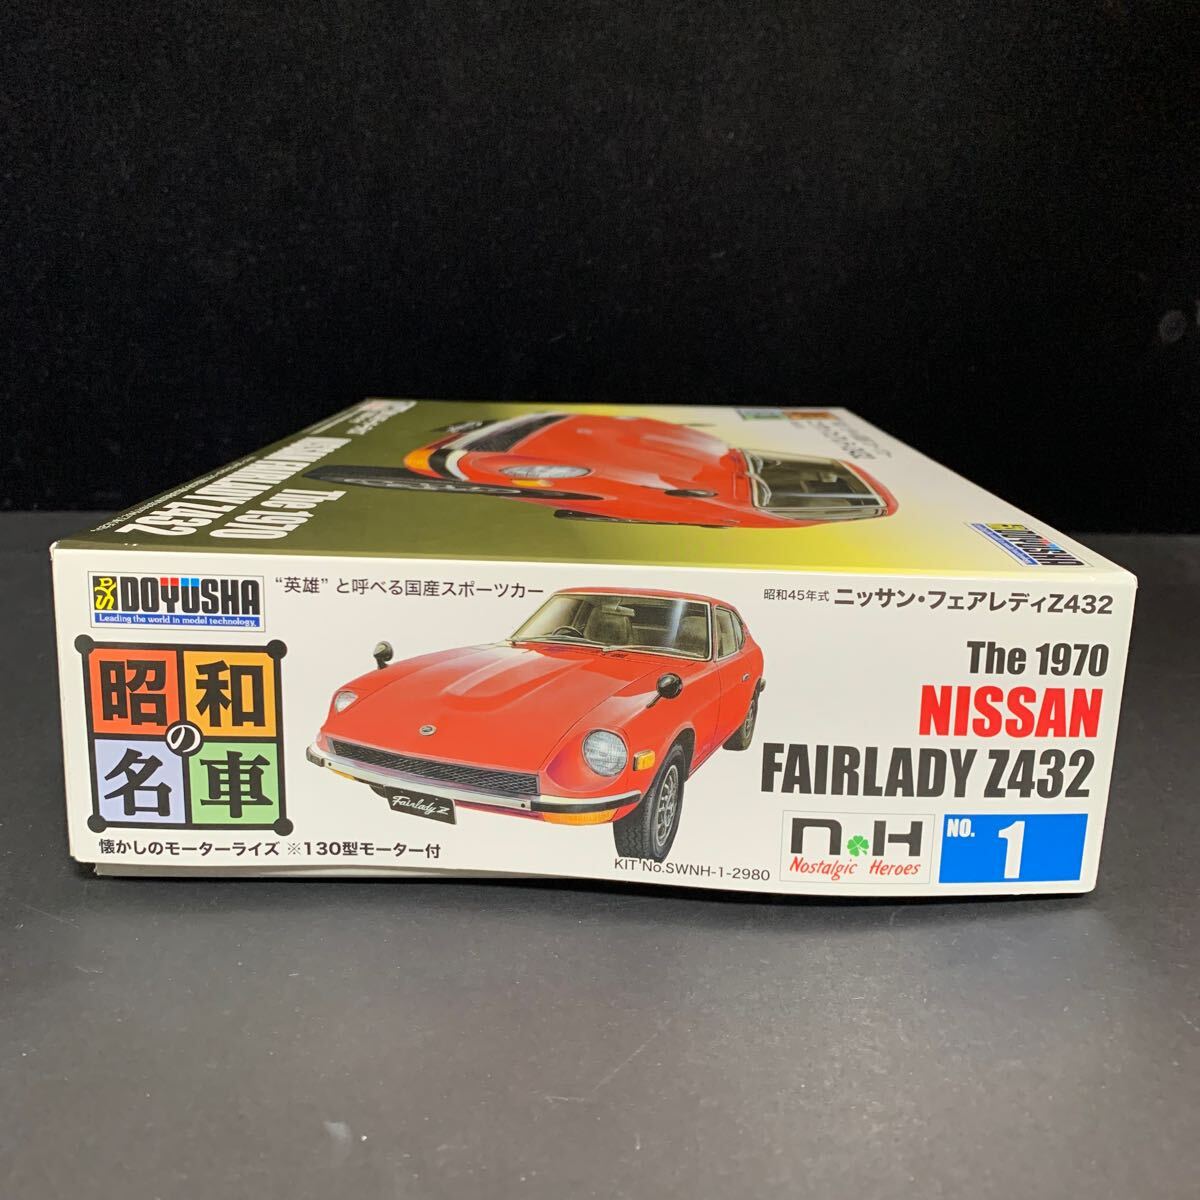 The 1970
NISSAN FAIRLADY Z432
DOYUSHA
DOYUSHA
Leading the world in model technology.
“英雄”と呼べる国産スポーツカー
昭和の名車
懐かしのモーターライズ ※130型モーター付
Fairlady Z
KIT No.SWNH-1-2980
昭和45年式 ニッサン・フェアレディZ432
The 1970
NISSAN
FAIRLADY Z432
n H
Nostalgic Heroes
NO. 1